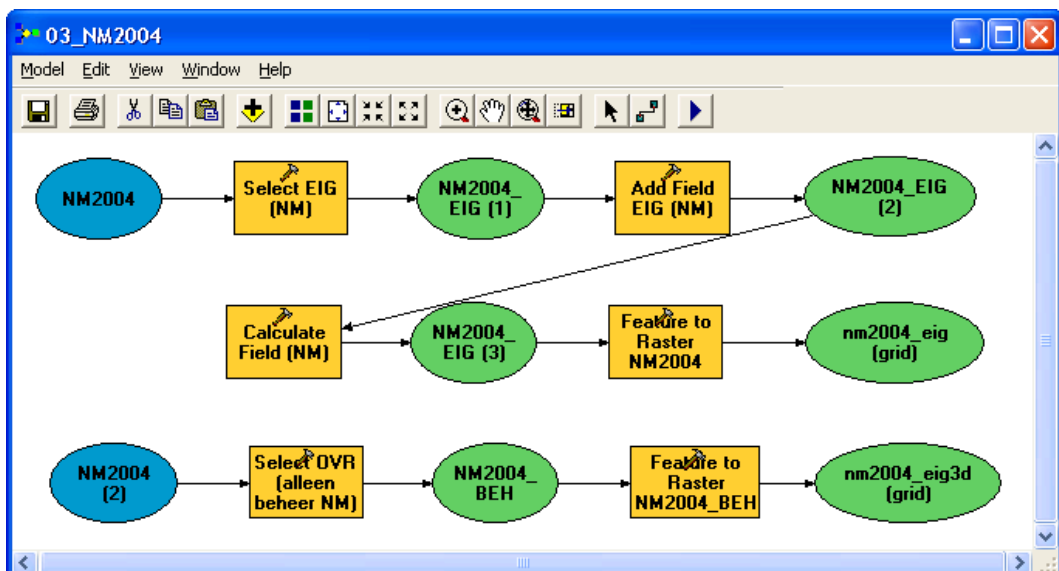 03_NM2004
Model Edit View Window Help
NM2004
Select EIG
(NM)
NM2004_
EIG (1)
Add Field
EIG (NM)
NM2004_EIG
(2)
Calculate
Field (NM)
NM2004_
EIG (3)
Feature to
Raster
NM2004
nm2004_eig
(grid)
NM2004
(2)
Select OVR
(alleen
beheer NM)
NM2004_
BEH
Feature to
Raster
NM2004_BEH
nm2004_eig3d
(grid)